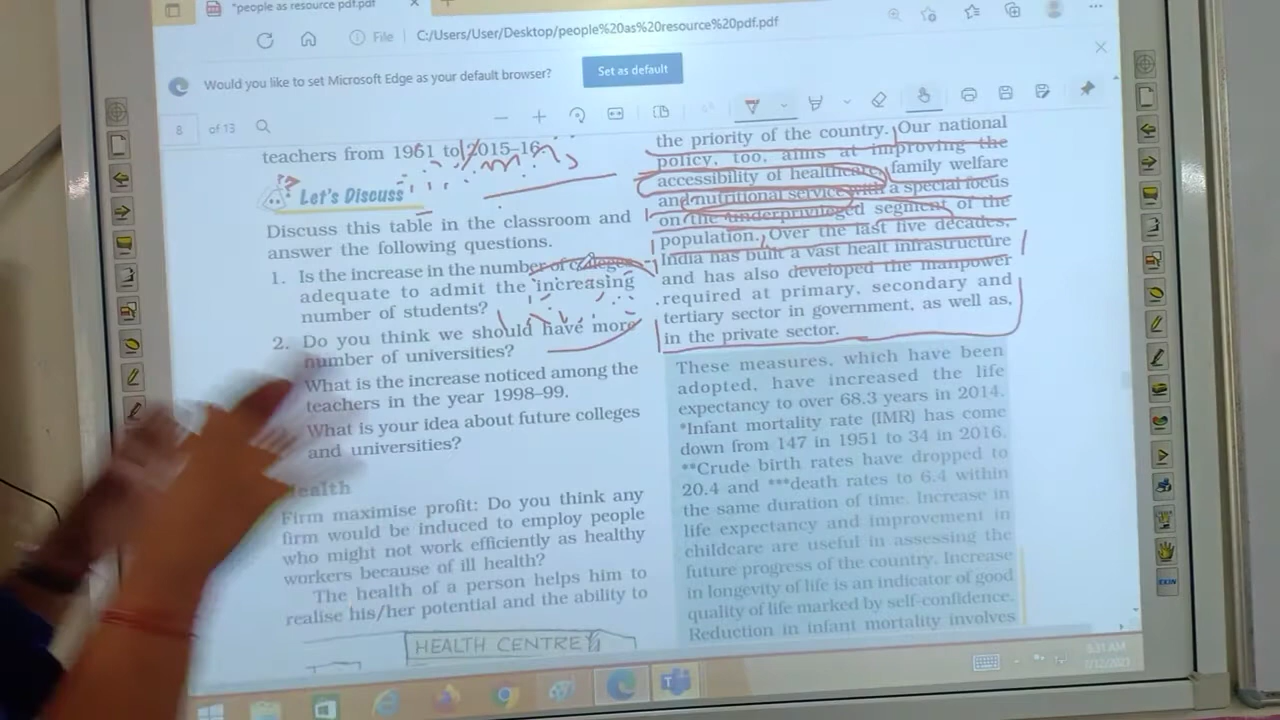 "people as resource pdf.pdf
File C:/Users/User/Desktop/people%20as%20resource%20pdf.pdf
Would you like to set Microsoft Edge as your default browser? Set as default
8 of 13
teachers from 1961 to 2015–16
Let's Discuss
Discuss this table in the classroom and
answer the following questions.
1. Is the increase in the number of colleges
adequate to admit the increasing
number of students?
2. Do you think we should have more
number of universities?
What is the increase noticed among the
teachers in the year 1998–99.
What is your idea about future colleges
and universities?
Health
Firm maximise profit: Do you think any
firm would be induced to employ people
who might not work efficiently as healthy
workers because of ill health?
The health of a person helps him to
realise his/her potential and the ability to
HEALTH CENTRE
the priority of the country. Our national
policy, too, aims at improving the
accessibility of healthcare, family welfare
and nutritional service with a special focus
on the underprivileged segment of the
population. Over the last five decades,
India has built a vast healt infrastructure
and has also developed the manpower
required at primary, secondary and
tertiary sector in government, as well as,
in the private sector.
These measures, which have been
adopted, have increased the life
expectancy to over 68.3 years in 2014.
*Infant mortality rate (IMR) has come
down from 147 in 1951 to 34 in 2016.
**Crude birth rates have dropped to
20.4 and ***death rates to 6.4 within
the same duration of time. Increase in
life expectancy and improvement in
childcare are useful in assessing the
future progress of the country. Increase
in longevity of life is an indicator of good
quality of life marked by self-confidence.
Reduction in infant mortality involves